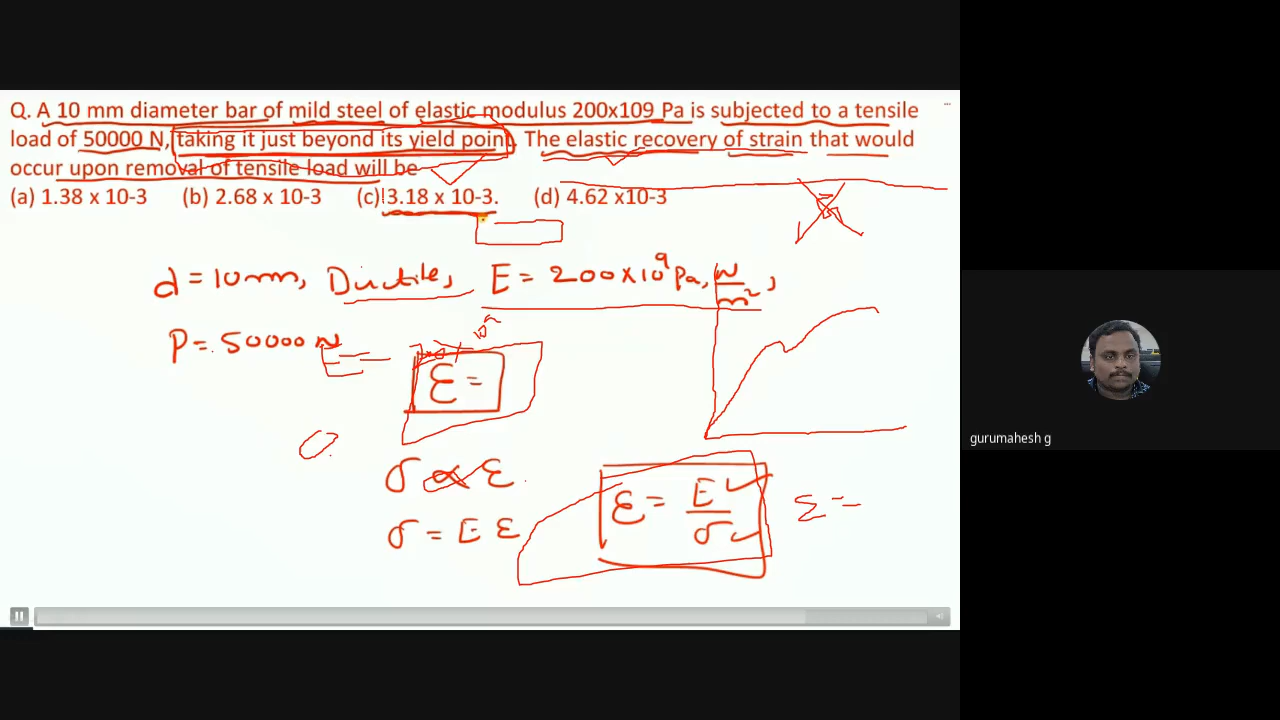 Q. A 10 mm diameter bar of mild steel of elastic modulus 200x109 Pa is subjected to a tensile
load of 50000 N, taking it just beyond its yield point. The elastic recovery of strain that would
occur upon removal of tensile load will be
(a) 1.38 x 10-3 (b) 2.68 x 10-3 (c) 3.18 x 10-3. (d) 4.62 x10-3
d = 10 mm, Ductile, E = 200 x 10⁹ Pa, N/m²,
P = 50000 N
ε =
σ ∝ ε
σ = E ε
ε = E/σ
Σ =
gurumahesh g